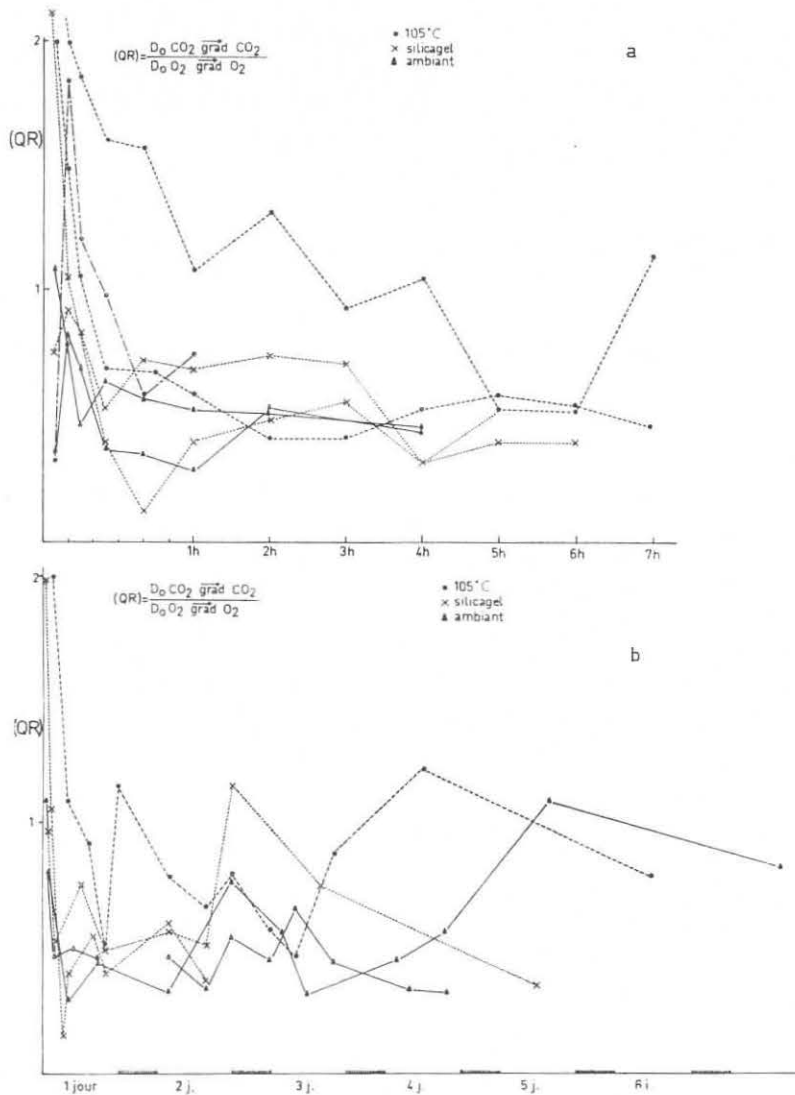 2
(QR)= D₀ CO₂ grad CO₂ / D₀ O₂ grad O₂
• 105°C
× silicagel
▲ ambiant
a
(QR)
1
1h 2h 3h 4h 5h 6h 7h
2
(QR)= D₀ CO₂ grad CO₂ / D₀ O₂ grad O₂
• 105°C
× silicagel
▲ ambiant
b
(QR)
1
1 jour 2 j. 3 j. 4 j. 5 j. 6 i